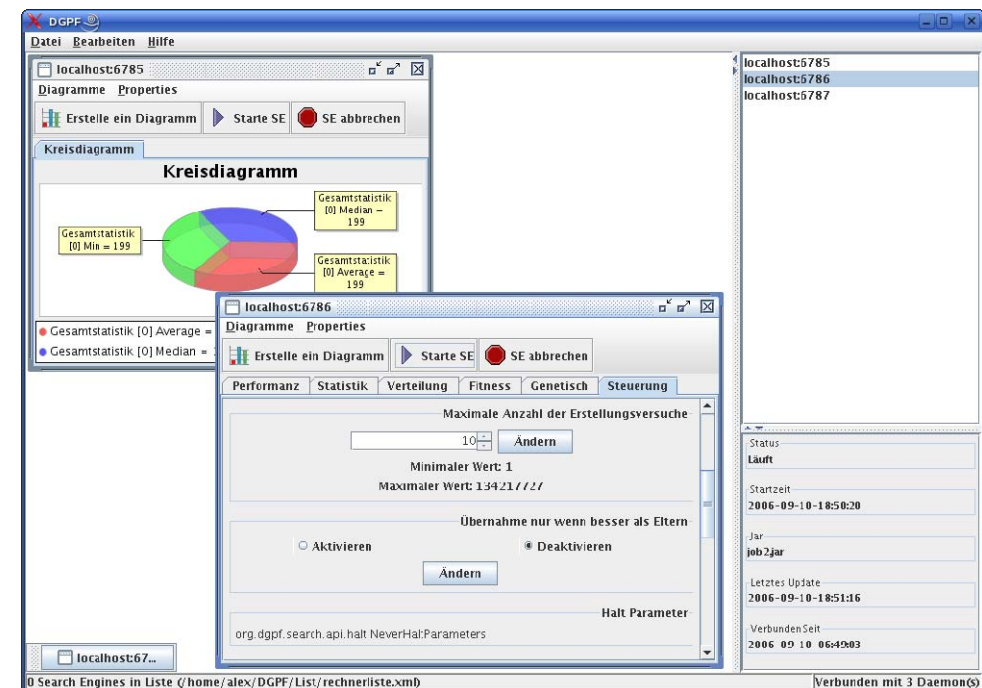 DGPF
Datei Bearbeiten Hilfe
localhost:6785
Diagramme Properties
Erstelle ein Diagramm Starte SE SE abbrechen
Kreisdiagramm
Kreisdiagramm
Gesamtstatistik
[0] Median =
199
Gesamtstatistik
[0] Min = 199
Gesamtstatistik
[0] Average =
199
Gesamtstatistik [0] Average =
Gesamtstatistik [0] Median =
localhost:6786
Diagramme Properties
Erstelle ein Diagramm Starte SE SE abbrechen
Performanz Statistik Verteilung Fitness Genetisch Steuerung
Maximale Anzahl der Erstellungsversuche
10 Ändern
Minimaler Wert: 1
Maximaler Wert: 134217727
Übernahme nur wenn besser als Eltern
Aktivieren Deaktivieren
Ändern
Halt Parameter
org.dgpf.search.api.halt NeverHalt:Parameters
localhost:67...
localhost:6785
localhost:6786
localhost:6787
Status
Läuft
Startzeit
2006-09-10-18:50:20
Jar
job2.jar
Letztes Update
2006-09-10-18:51:16
Verbunden Seit
2006-09-10-06:49:03
0 Search Engines in Liste (/home/alex/DGPF/List/rechnerliste.xml)
Verbunden mit 3 Daemon(s)